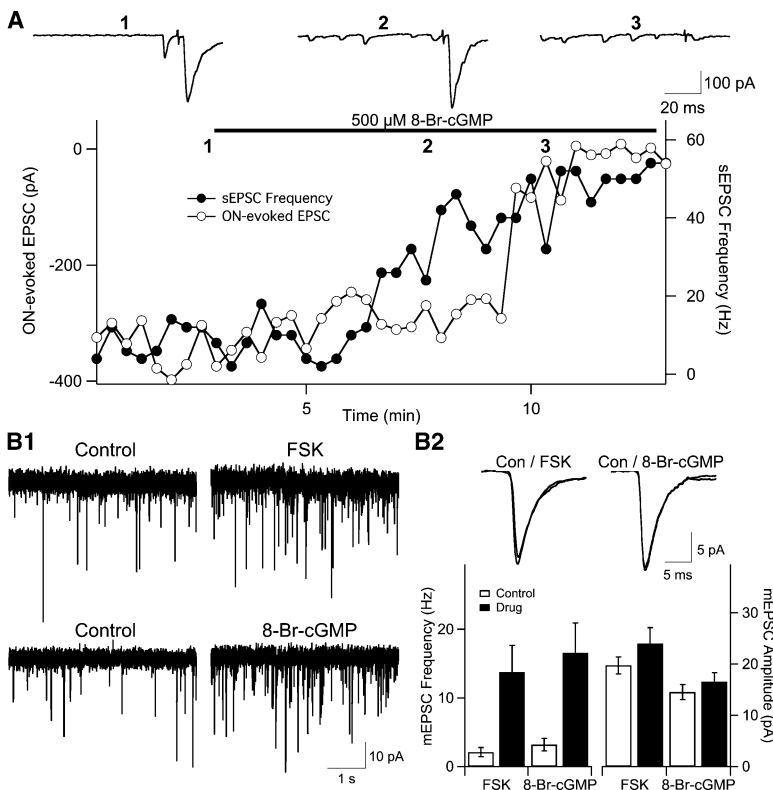 A
1
2
3
100 pA
20 ms
500 µM 8-Br-cGMP
1
2
3
0
-200
-400
ON-evoked EPSC (pA)
60
40
20
0
sEPSC Frequency (Hz)
sEPSC Frequency
ON-evoked EPSC
5
10
Time (min)
B1
Control
FSK
Control
8-Br-cGMP
10 pA
1 s
B2
Con / FSK
Con / 8-Br-cGMP
5 pA
5 ms
Control
Drug
mEPSC Frequency (Hz)
20
10
0
30
20
10
0
mEPSC Amplitude (pA)
FSK
8-Br-cGMP
FSK
8-Br-cGMP